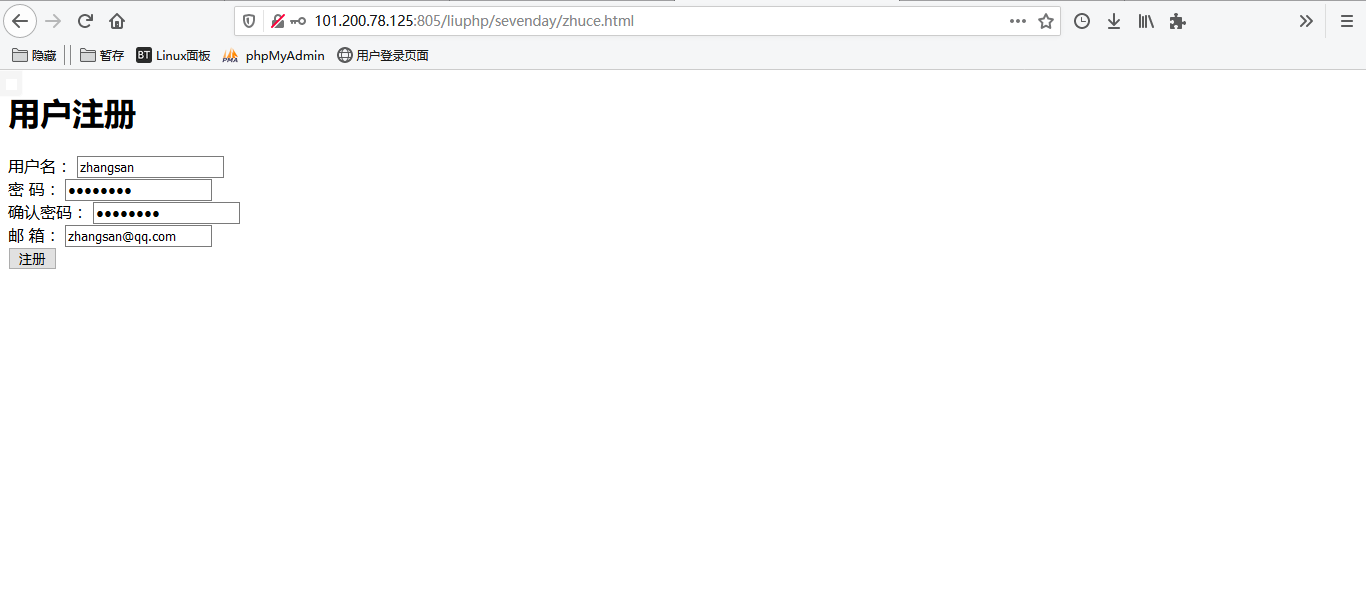 101.200.78.125:805/liuphp/sevenday/zhuce.html
隐藏 暂存 BT Linux面板 PMA phpMyAdmin 用户登录页面
用户注册
用户名: zhangsan
密 码: ●●●●●●●●
确认密码: ●●●●●●●●
邮 箱: zhangsan@qq.com
注册